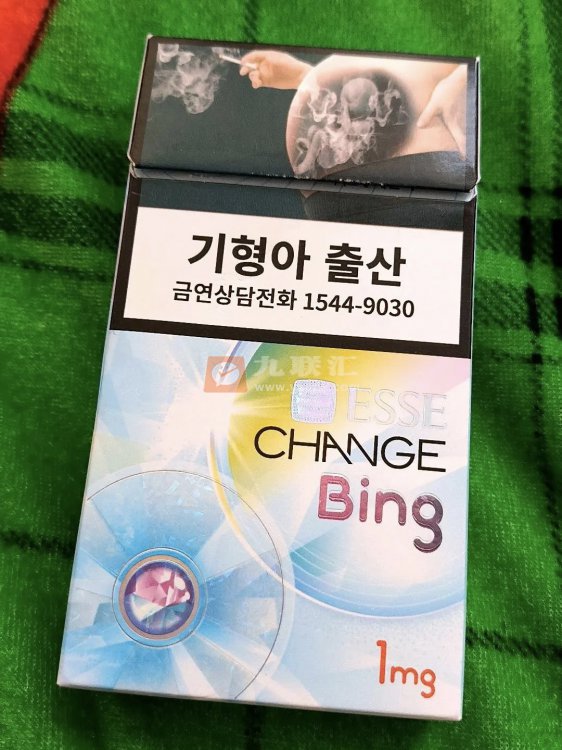 기형아 출산
금연상담전화 1544-9030
九联汇
ESSE
CHANGE
Bing
1mg